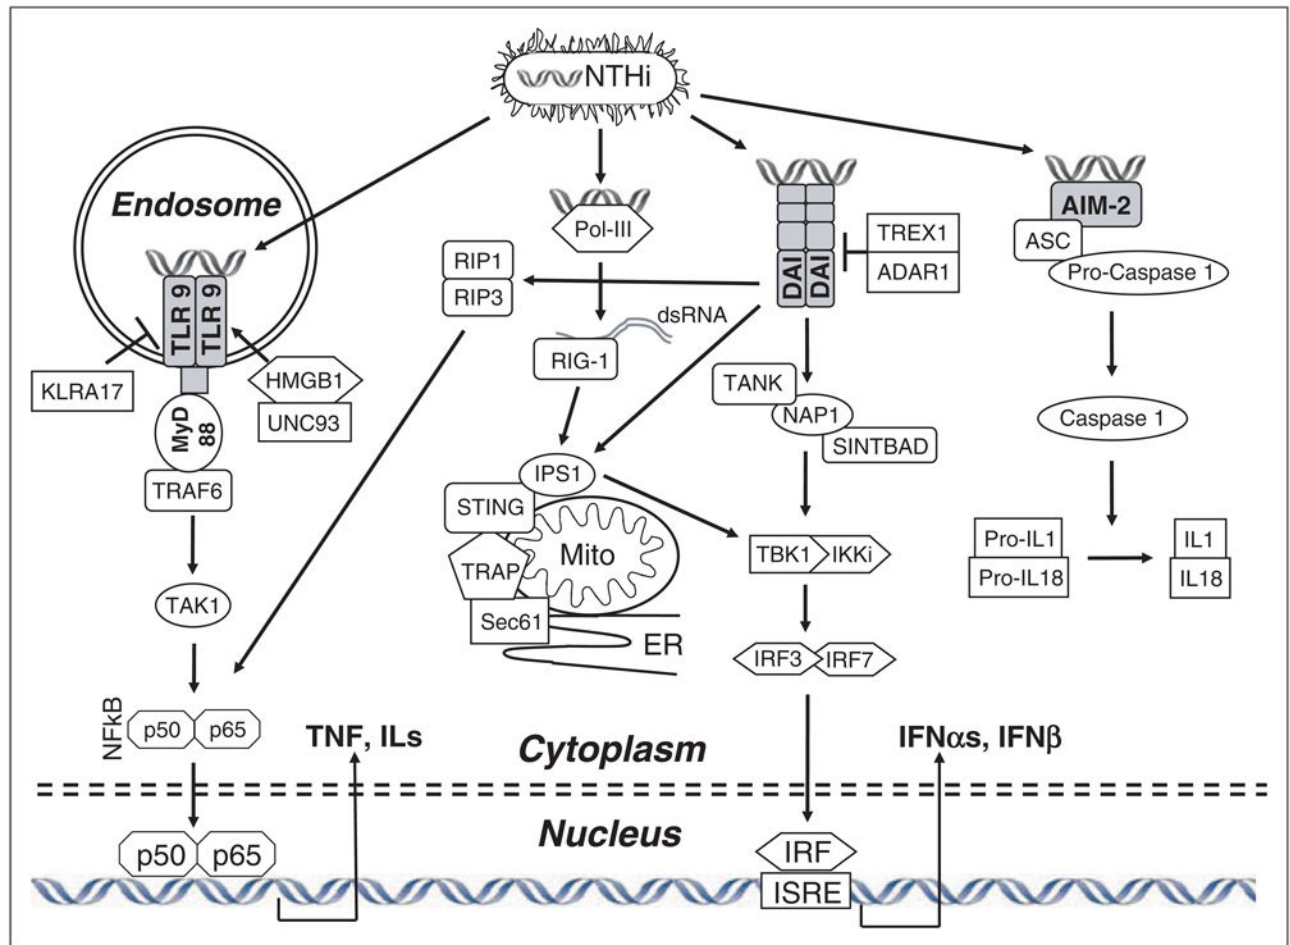 NTHi
Endosome
TLR 9
TLR 9
KLRA17
HMGB1
UNC93
MyD
88
TRAF6
TAK1
NFkB
p50
p65
TNF, ILs
p50
p65
Pol-III
RIP1
RIP3
dsRNA
RIG-1
IPS1
STING
TRAP
Sec61
Mito
ER
DAI
DAI
TREX1
ADAR1
TANK
NAP1
SINTBAD
TBK1
IKKi
IRF3
IRF7
AIM-2
ASC
Pro-Caspase 1
Caspase 1
Pro-IL1
Pro-IL18
IL1
IL18
Cytoplasm
IFNαs, IFNβ
Nucleus
IRF
ISRE